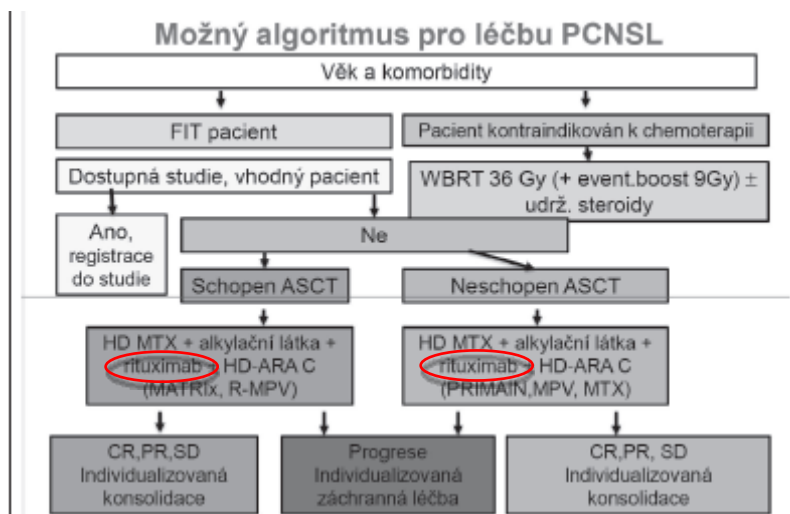 Možný algoritmus pro léčbu PCNSL
Věk a komorbidity
FIT pacient
Pacient kontraindikován k chemoterapii
Dostupná studie, vhodný pacient
WBRT 36 Gy (+ event.boost 9Gy) ±
udrž. steroidy
Ano,
registrace
do studie
Ne
Schopen ASCT
Neschopen ASCT
HD MTX + alkylační látka +
rituximab + HD-ARA C
(MATRIx, R-MPV)
HD MTX + alkylační látka +
rituximab + HD-ARA C
(PRIMAIN,MPV, MTX)
CR,PR,SD
Individualizovaná
konsolidace
Progrese
Individualizovaná
záchranná léčba
CR,PR, SD
Individualizovaná
konsolidace